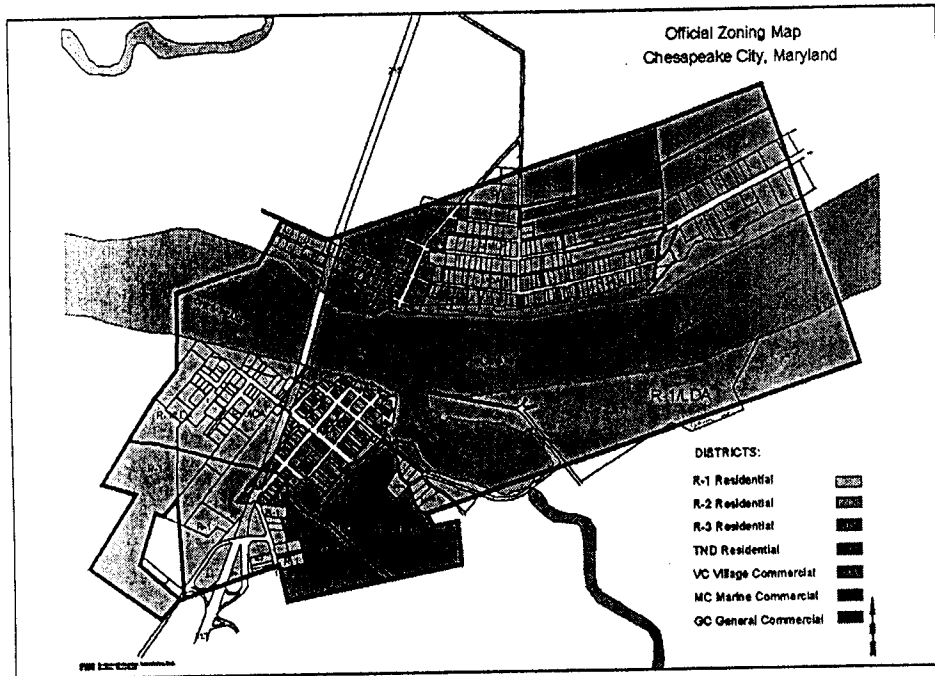 Official Zoning Map
Chesapeake City, Maryland
R-1/LDA
R-1
DISTRICTS:
R-1 Residential
R-2 Residential
R-3 Residential
TND Residential
VC Village Commercial
MC Marine Commercial
GC General Commercial